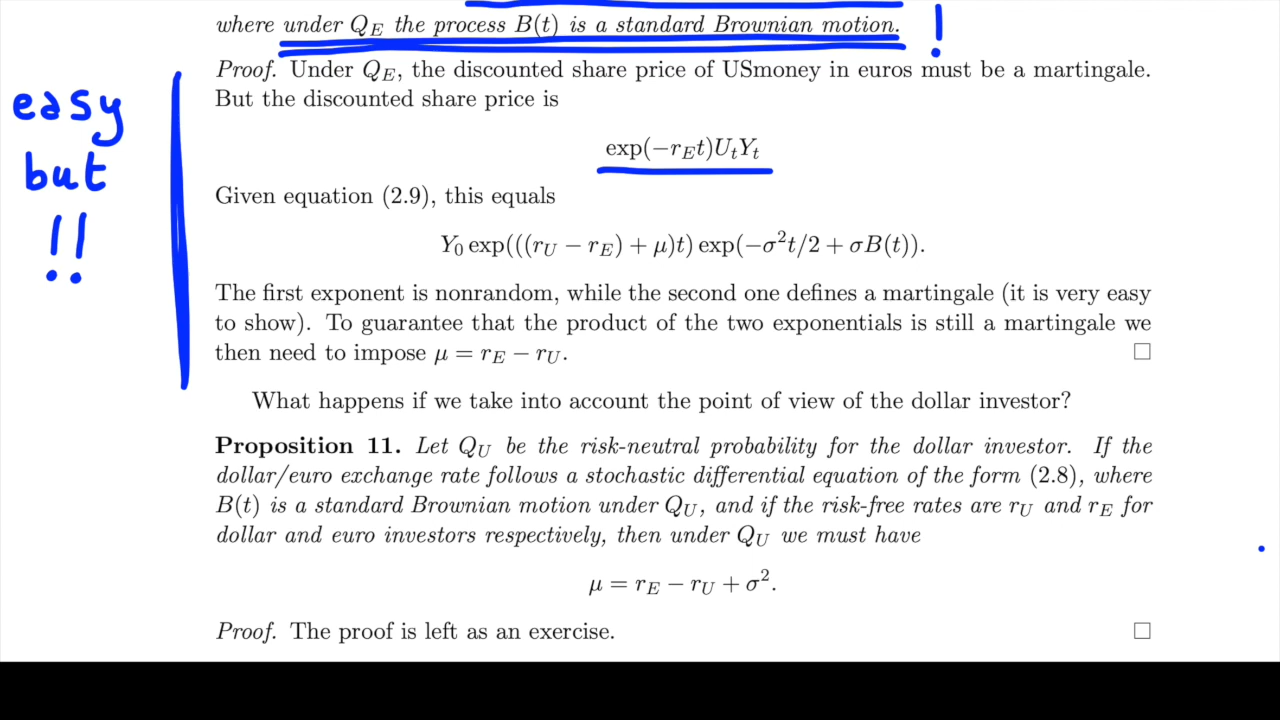 where under Q_E the process B(t) is a standard Brownian motion. !
Proof. Under Q_E, the discounted share price of USmoney in euros must be a martingale.
But the discounted share price is
easy
but
!!
exp(−r_E t)U_t Y_t
Given equation (2.9), this equals
Y_0 exp(((r_U − r_E) + μ)t) exp(−σ²t/2 + σB(t)).
The first exponent is nonrandom, while the second one defines a martingale (it is very easy
to show). To guarantee that the product of the two exponentials is still a martingale we
then need to impose μ = r_E − r_U. □
What happens if we take into account the point of view of the dollar investor?
Proposition 11. Let Q_U be the risk-neutral probability for the dollar investor. If the
dollar/euro exchange rate follows a stochastic differential equation of the form (2.8), where
B(t) is a standard Brownian motion under Q_U, and if the risk-free rates are r_U and r_E for
dollar and euro investors respectively, then under Q_U we must have
μ = r_E − r_U + σ².
Proof. The proof is left as an exercise. □